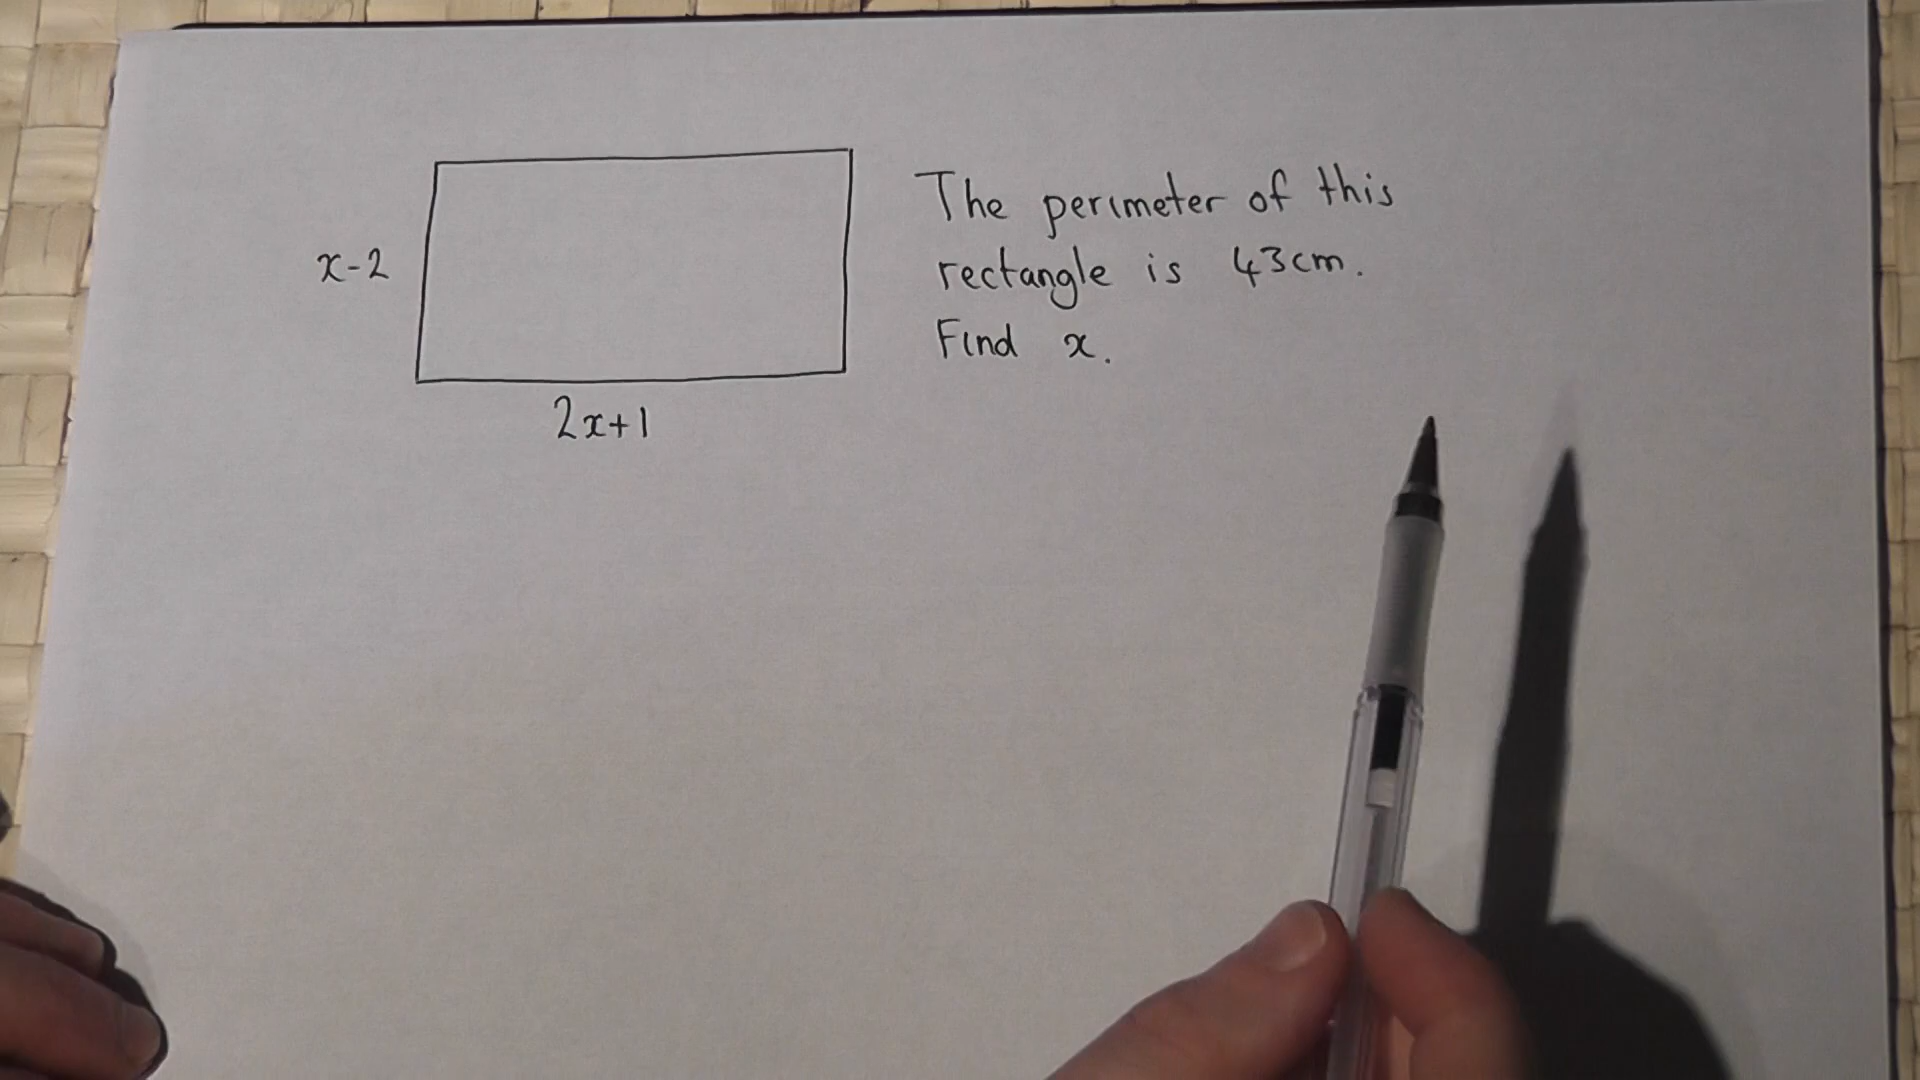 The perimeter of this
rectangle is 43cm.
Find x.
x-2
2x+1